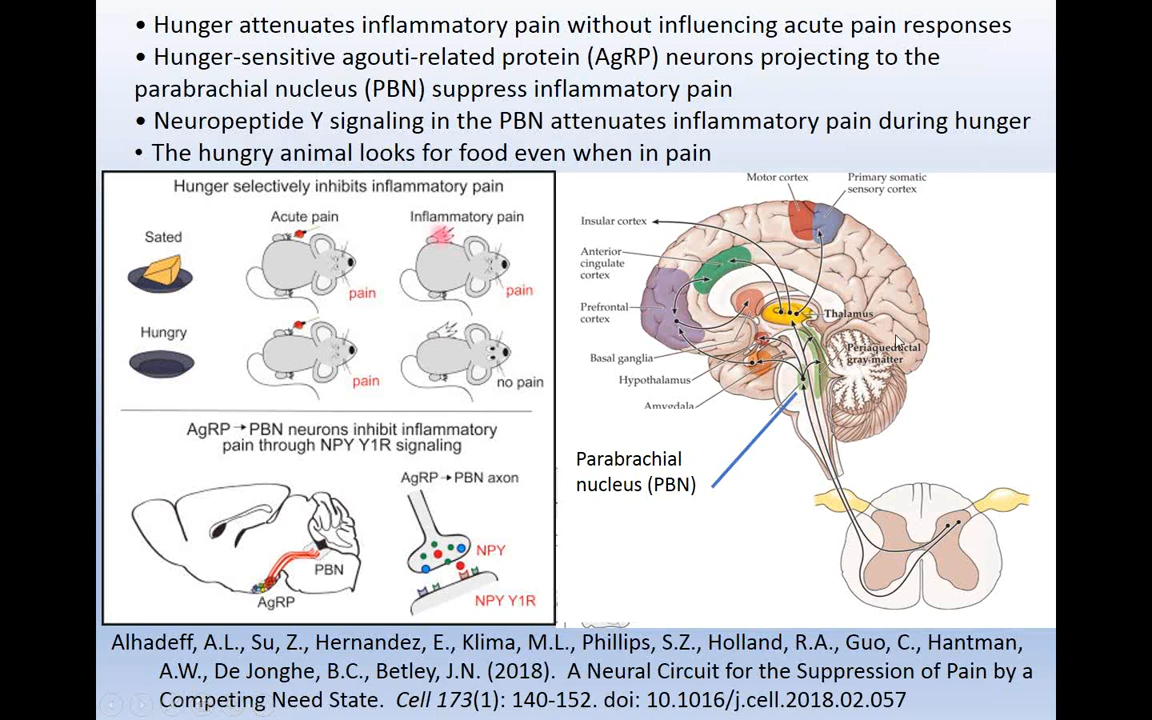 • Hunger attenuates inflammatory pain without influencing acute pain responses
• Hunger-sensitive agouti-related protein (AgRP) neurons projecting to the
parabrachial nucleus (PBN) suppress inflammatory pain
• Neuropeptide Y signaling in the PBN attenuates inflammatory pain during hunger
• The hungry animal looks for food even when in pain
Hunger selectively inhibits inflammatory pain
Acute pain
Inflammatory pain
Sated
pain
pain
Hungry
pain
no pain
AgRP→PBN neurons inhibit inflammatory
pain through NPY Y1R signaling
AgRP→PBN axon
NPY
PBN
AgRP
NPY Y1R
Motor cortex
Primary somatic
sensory cortex
Insular cortex
Anterior
cingulate
cortex
Prefrontal
cortex
Thalamus
Periaqueductal
gray matter
Basal ganglia
Hypothalamus
Amygdala
Parabrachial
nucleus (PBN)
Alhadeff, A.L., Su, Z., Hernandez, E., Klima, M.L., Phillips, S.Z., Holland, R.A., Guo, C., Hantman,
A.W., De Jonghe, B.C., Betley, J.N. (2018). A Neural Circuit for the Suppression of Pain by a
Competing Need State. Cell 173(1): 140-152. doi: 10.1016/j.cell.2018.02.057